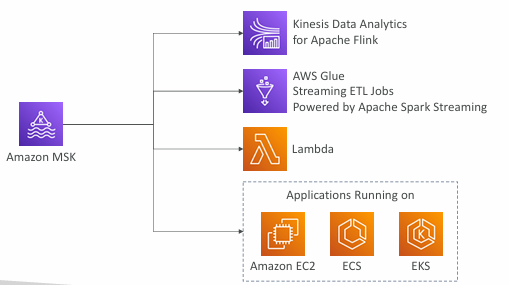 Kinesis Data Analytics
for Apache Flink
AWS Glue
Streaming ETL Jobs
Powered by Apache Spark Streaming
Amazon MSK
Lambda
Applications Running on
Amazon EC2
ECS
EKS